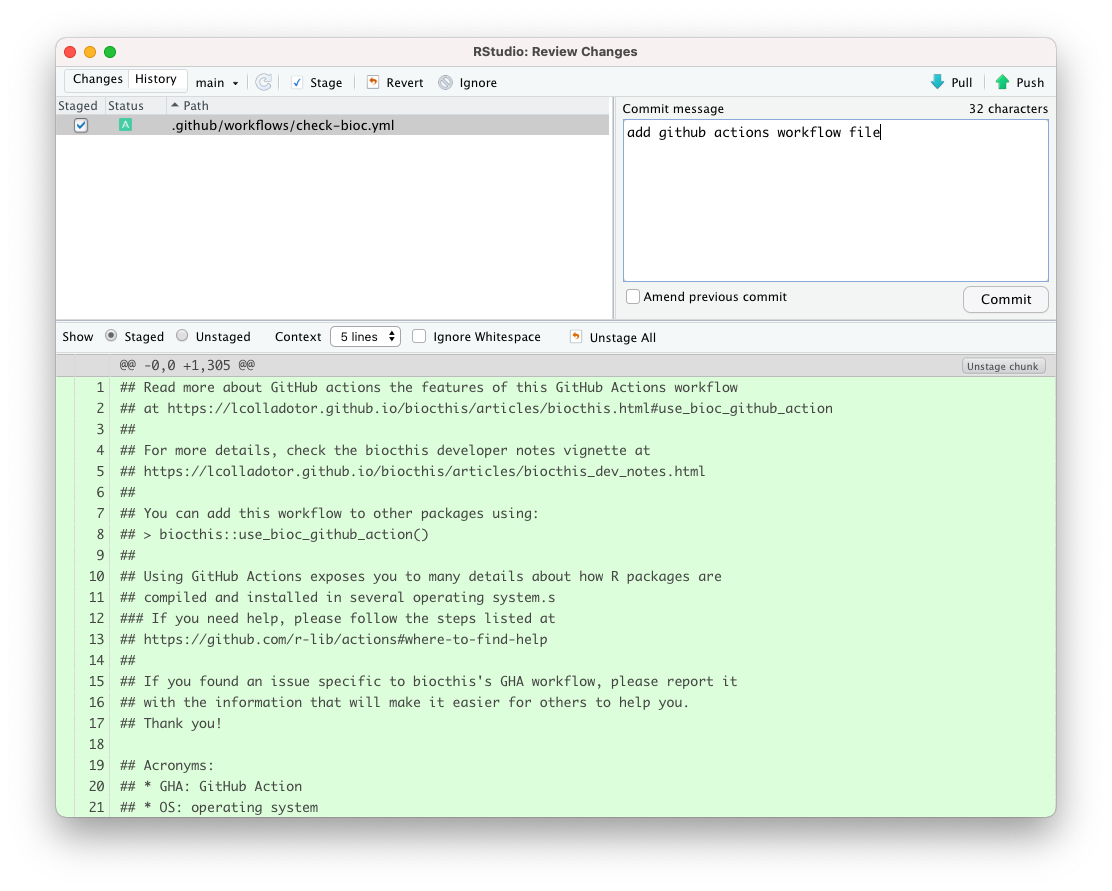 RStudio: Review Changes
Changes History main Stage Revert Ignore Pull Push
Staged Status Path
A .github/workflows/check-bioc.yml
Commit message 32 characters
add github actions workflow file
Amend previous commit Commit
Show Staged Unstaged Context 5 lines Ignore Whitespace Unstage All
@@ -0,0 +1,305 @@ Unstage chunk
1 ## Read more about GitHub actions the features of this GitHub Actions workflow
2 ## at https://lcolladotor.github.io/biocthis/articles/biocthis.html#use_bioc_github_action
3 ##
4 ## For more details, check the biocthis developer notes vignette at
5 ## https://lcolladotor.github.io/biocthis/articles/biocthis_dev_notes.html
6 ##
7 ## You can add this workflow to other packages using:
8 ## > biocthis::use_bioc_github_action()
9 ##
10 ## Using GitHub Actions exposes you to many details about how R packages are
11 ## compiled and installed in several operating system.s
12 ### If you need help, please follow the steps listed at
13 ## https://github.com/r-lib/actions#where-to-find-help
14 ##
15 ## If you found an issue specific to biocthis's GHA workflow, please report it
16 ## with the information that will make it easier for others to help you.
17 ## Thank you!
18
19 ## Acronyms:
20 ## * GHA: GitHub Action
21 ## * OS: operating system